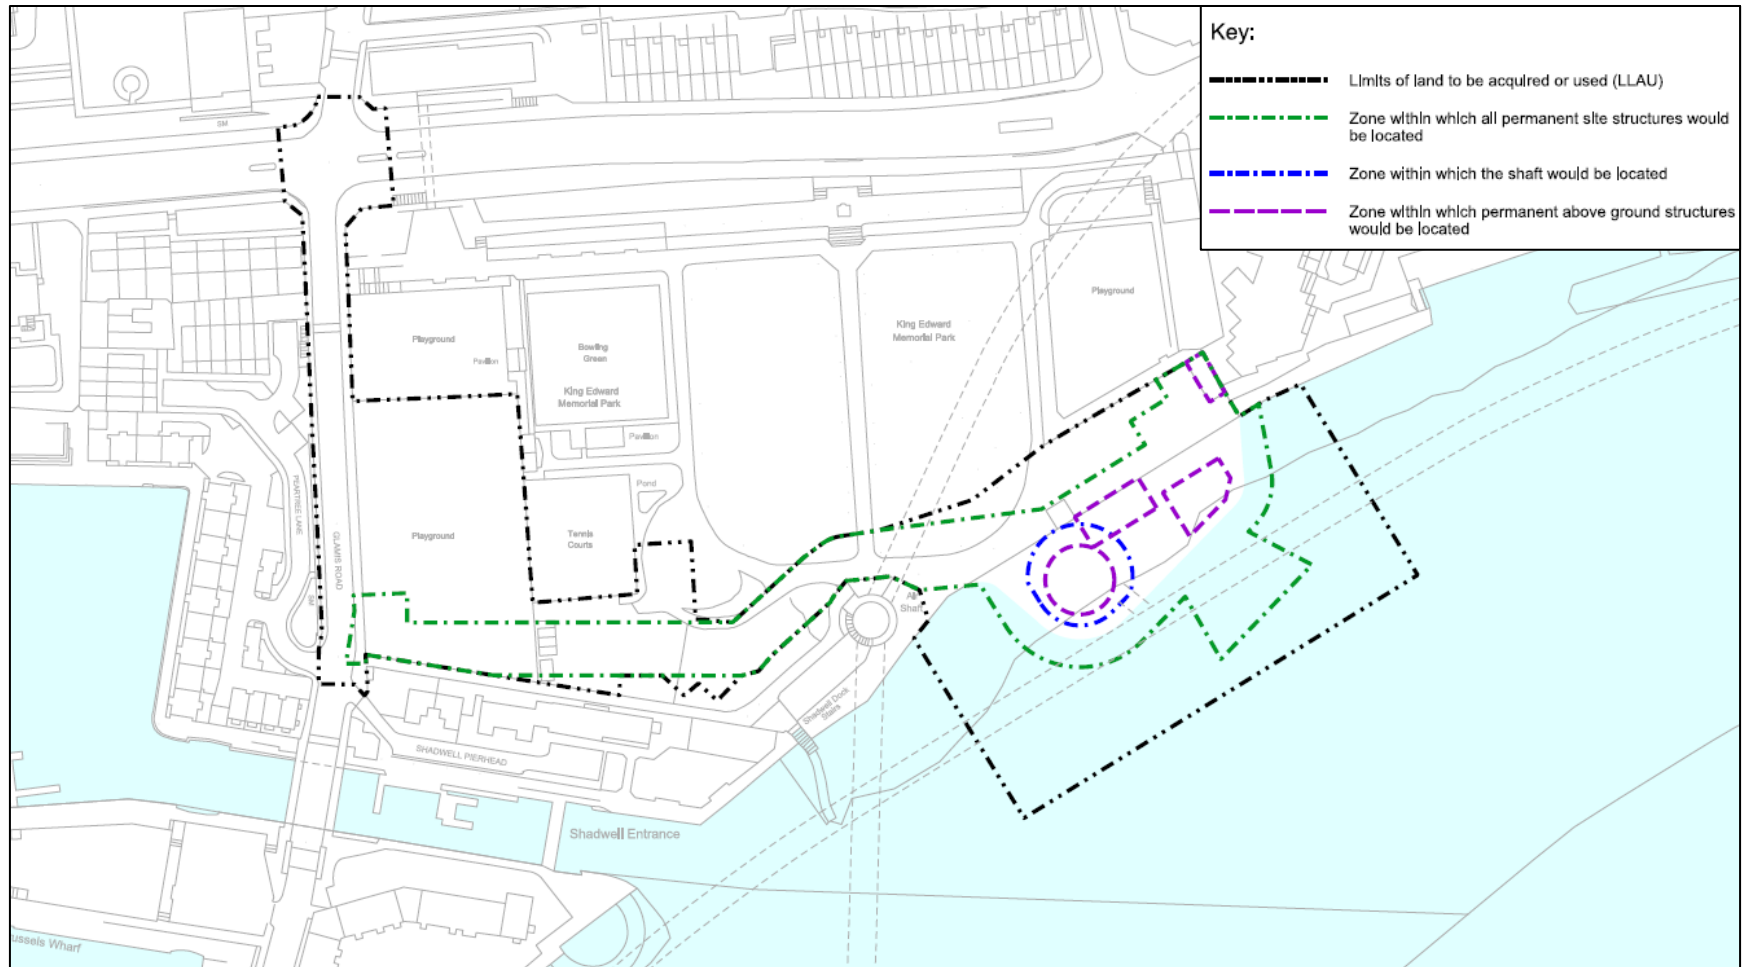 Key:
Limits of land to be acquired or used (LLAU)
Zone within which all permanent site structures would
be located
Zone within which the shaft would be located
Zone within which permanent above ground structures
would be located
SM
Playground
King Edward
Memorial Park
Playground
Pavilion
Bowling
Green
King Edward
Memorial Park
Pavilion
Pond
PEARTREE LANE
GLAMIS ROAD
Playground
Tennis
Courts
SM
Air
Shaft
Shadwell Dock
Stairs
SHADWELL PIERHEAD
Shadwell Entrance
ussels Wharf